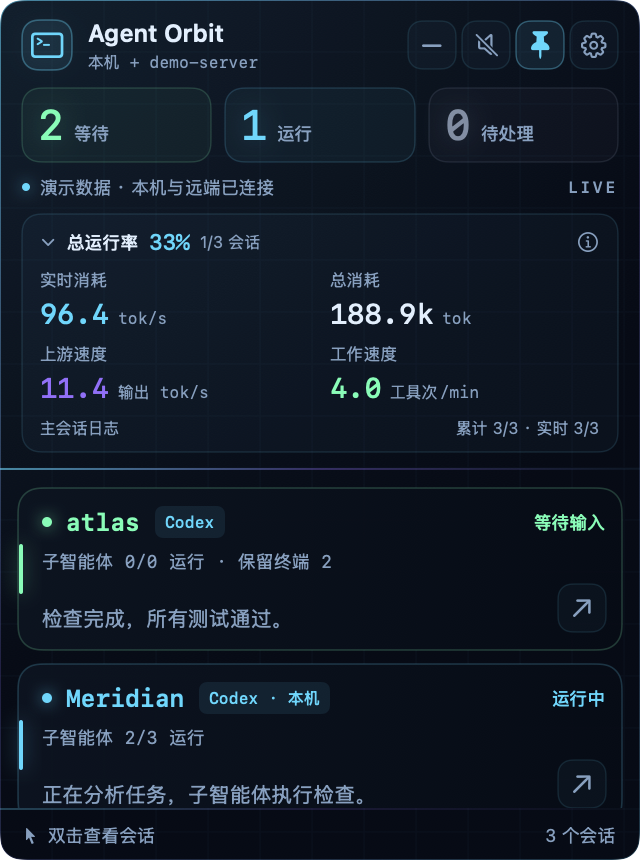 Agent Orbit
本机 + demo-server
2 等待 1 运行 0 待处理
演示数据 · 本机与远端已连接 LIVE
总运行率 33% 1/3 会话
实时消耗 总消耗
96.4 tok/s 188.9k tok
上游速度 工作速度
11.4 输出 tok/s 4.0 工具次/min
主会话日志 累计 3/3 · 实时 3/3
atlas Codex 等待输入
子智能体 0/0 运行 · 保留终端 2
检查完成，所有测试通过。
Meridian Codex · 本机 运行中
子智能体 2/3 运行
正在分析任务，子智能体执行检查。
双击查看会话 3 个会话